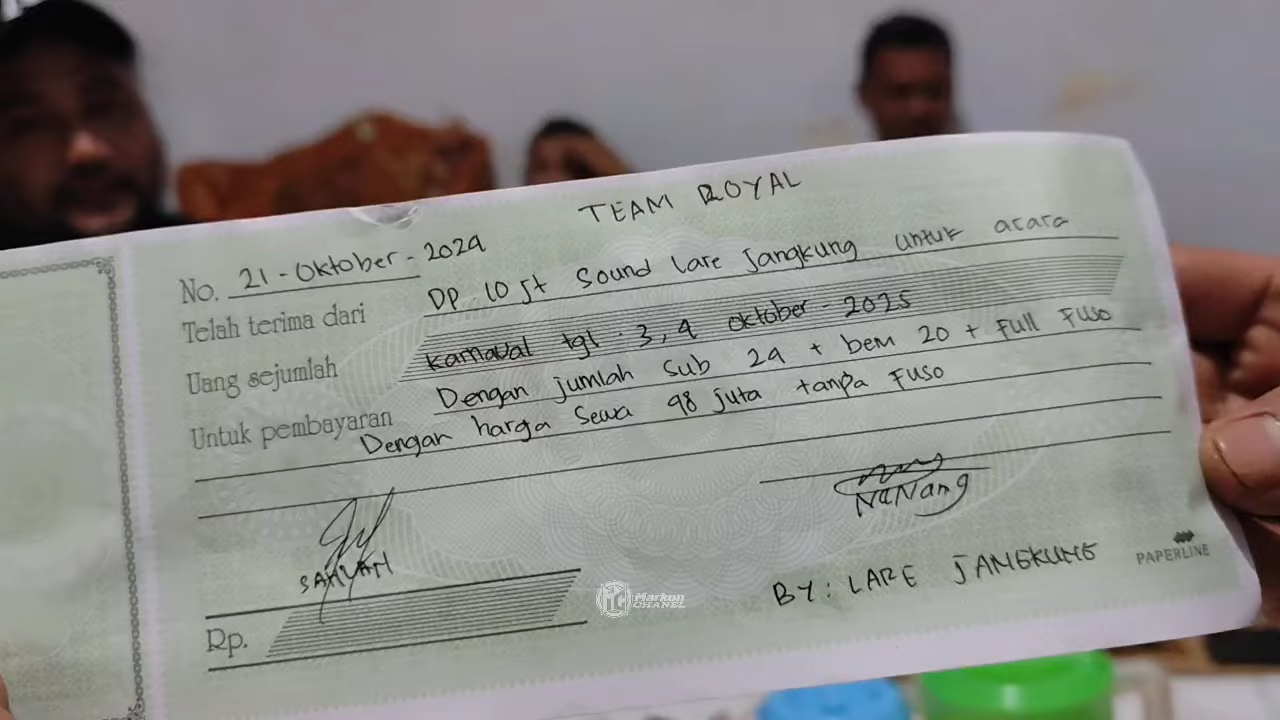 TEAM ROYAL
No. 21 - Oktober - 2024
Telah terima dari DP. 10 jt Sound Lare Jangkung untuk acara
Uang sejumlah Karnaval tgl : 3, 4 Oktober - 2025
Untuk pembayaran Dengan jumlah Sub 24 + bem 20 + Full Fuso
Dengan harga Sewa 98 juta tanpa Fuso
NaNang
BY: LARE JANGKUNG
PAPERLINE
Rp.
MC Markon
CHANEL